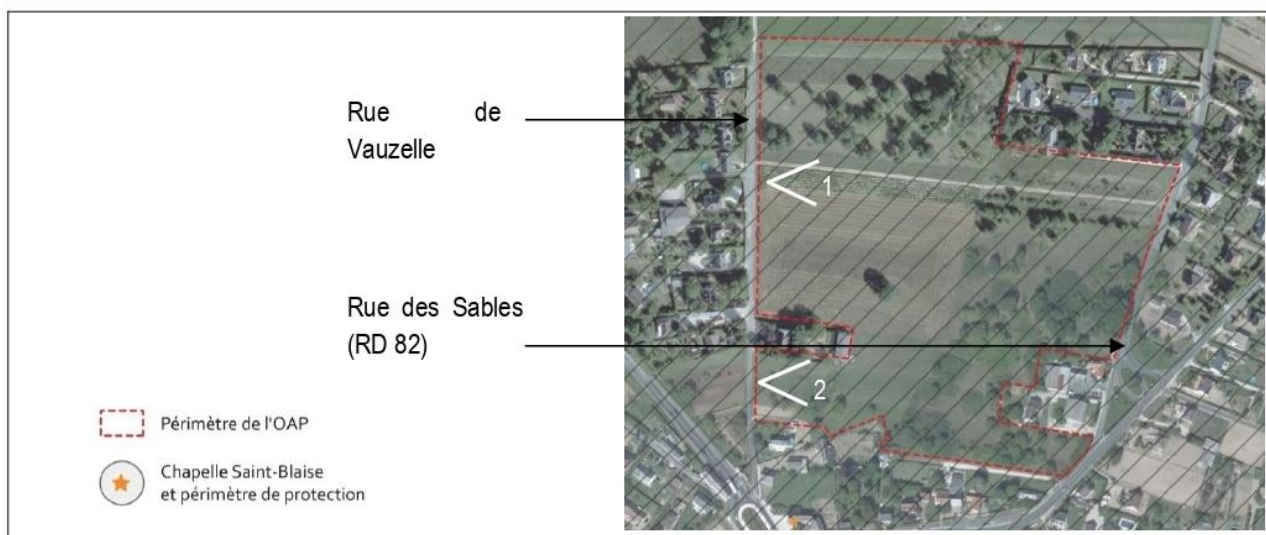 Rue de
Vauzelle
1
Rue des Sables
(RD 82)
2
Périmètre de l'OAP
Chapelle Saint-Blaise
et périmètre de protection